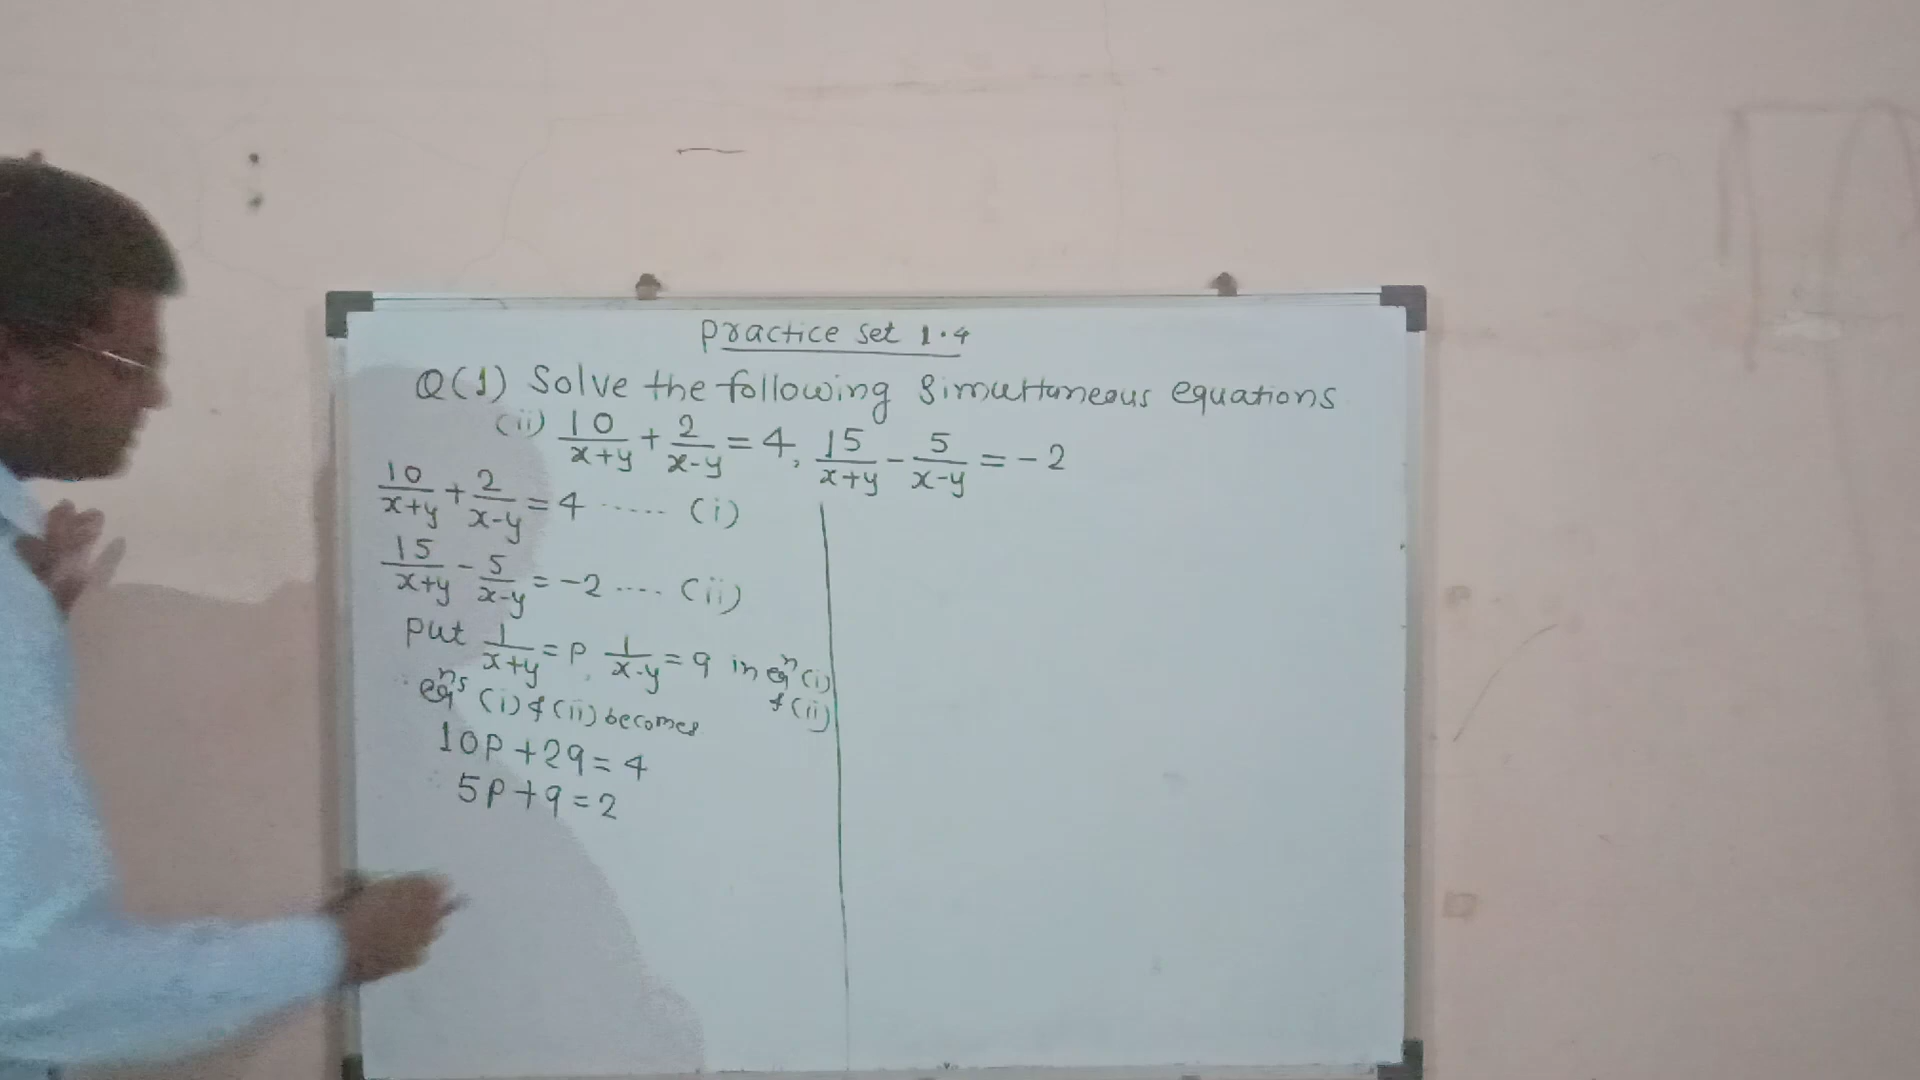 Practice Set 1.4
Q(1) Solve the following Simultaneous equations
(ii) 10/x+y + 2/x-y = 4, 15/x+y - 5/x-y = -2
10/x+y + 2/x-y = 4 ...... (i)
15/x+y - 5/x-y = -2 .... (ii)
Put 1/x+y = p, 1/x-y = q in eqⁿ (i)
& (ii)
∴ eqⁿˢ (i) & (ii) becomes
10p + 2q = 4
∴ 5p + q = 2